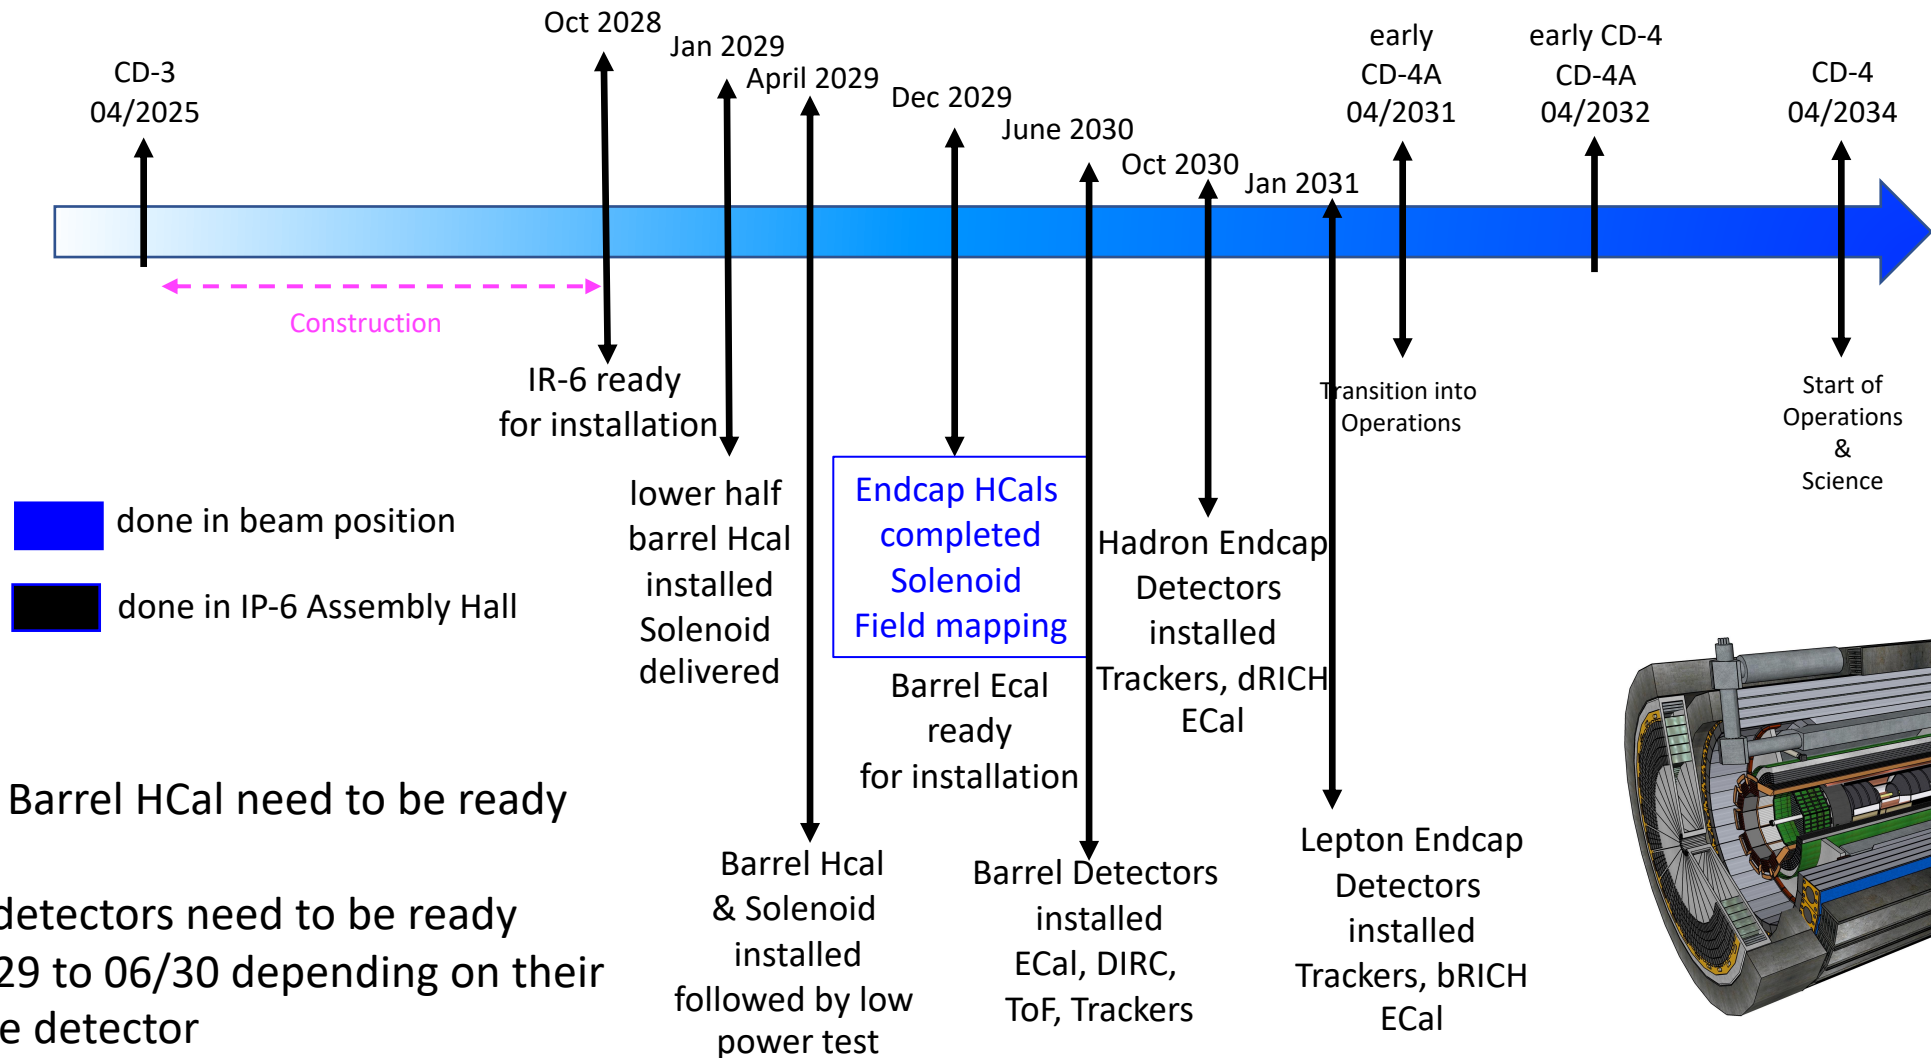 CD-3
04/2025
Oct 2028
Jan 2029
April 2029
Dec 2029
June 2030
Oct 2030
Jan 2031
early
CD-4A
04/2031
early CD-4
CD-4A
04/2032
CD-4
04/2034
Construction
IR-6 ready
for installation
lower half
barrel Hcal
installed
Solenoid
delivered
Barrel Hcal
& Solenoid
installed
followed by low
power test
Endcap HCals
completed
Solenoid
Field mapping
Barrel Ecal
ready
for installation
Barrel Detectors
installed
ECal, DIRC,
ToF, Trackers
Hadron Endcap
Detectors
installed
Trackers, dRICH
ECal
Lepton Endcap
Detectors
installed
Trackers, bRICH
ECal
Transition into
Operations
Start of
Operations
&
Science
done in beam position
done in IP-6 Assembly Hall
Barrel HCal need to be ready
detectors need to be ready
29 to 06/30 depending on their
e detector